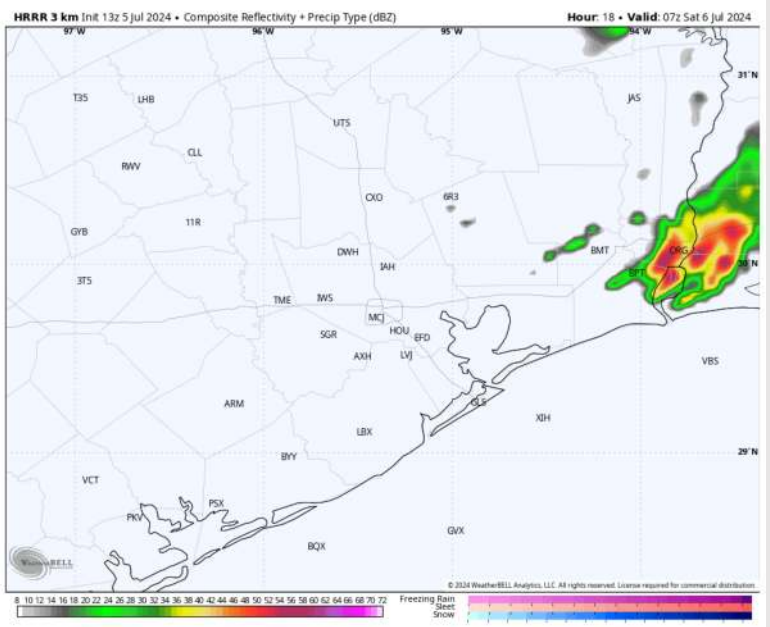 HRRR 3 km Init 13z 5 Jul 2024 • Composite Reflectivity + Precip Type (dBZ) Hour: 18 • Valid: 07z Sat 6 Jul 2024
97°W 96°W 95°W 94°W
31°N
T35 LHB JAS
UTS
CLL
RWV
CXO 6R3
11R
GYB
DWH BMT ORG
IAH 30°N
3T5 BPT
TME IWS
MCJ
SGR HOU EFD
AXH LVJ VBS
ARM GLS
XIH
LBX
BYY 29°N
VCT
PSX
PKV
GVX
BQX
WeatherBELL
© 2024 WeatherBELL Analytics, LLC. All rights reserved. License required for commercial distribution.
8 10 12 14 16 18 20 22 24 26 28 30 32 34 36 38 40 42 44 46 48 50 52 54 56 58 60 62 64 66 68 70 72
Freezing Rain
Sleet
Snow